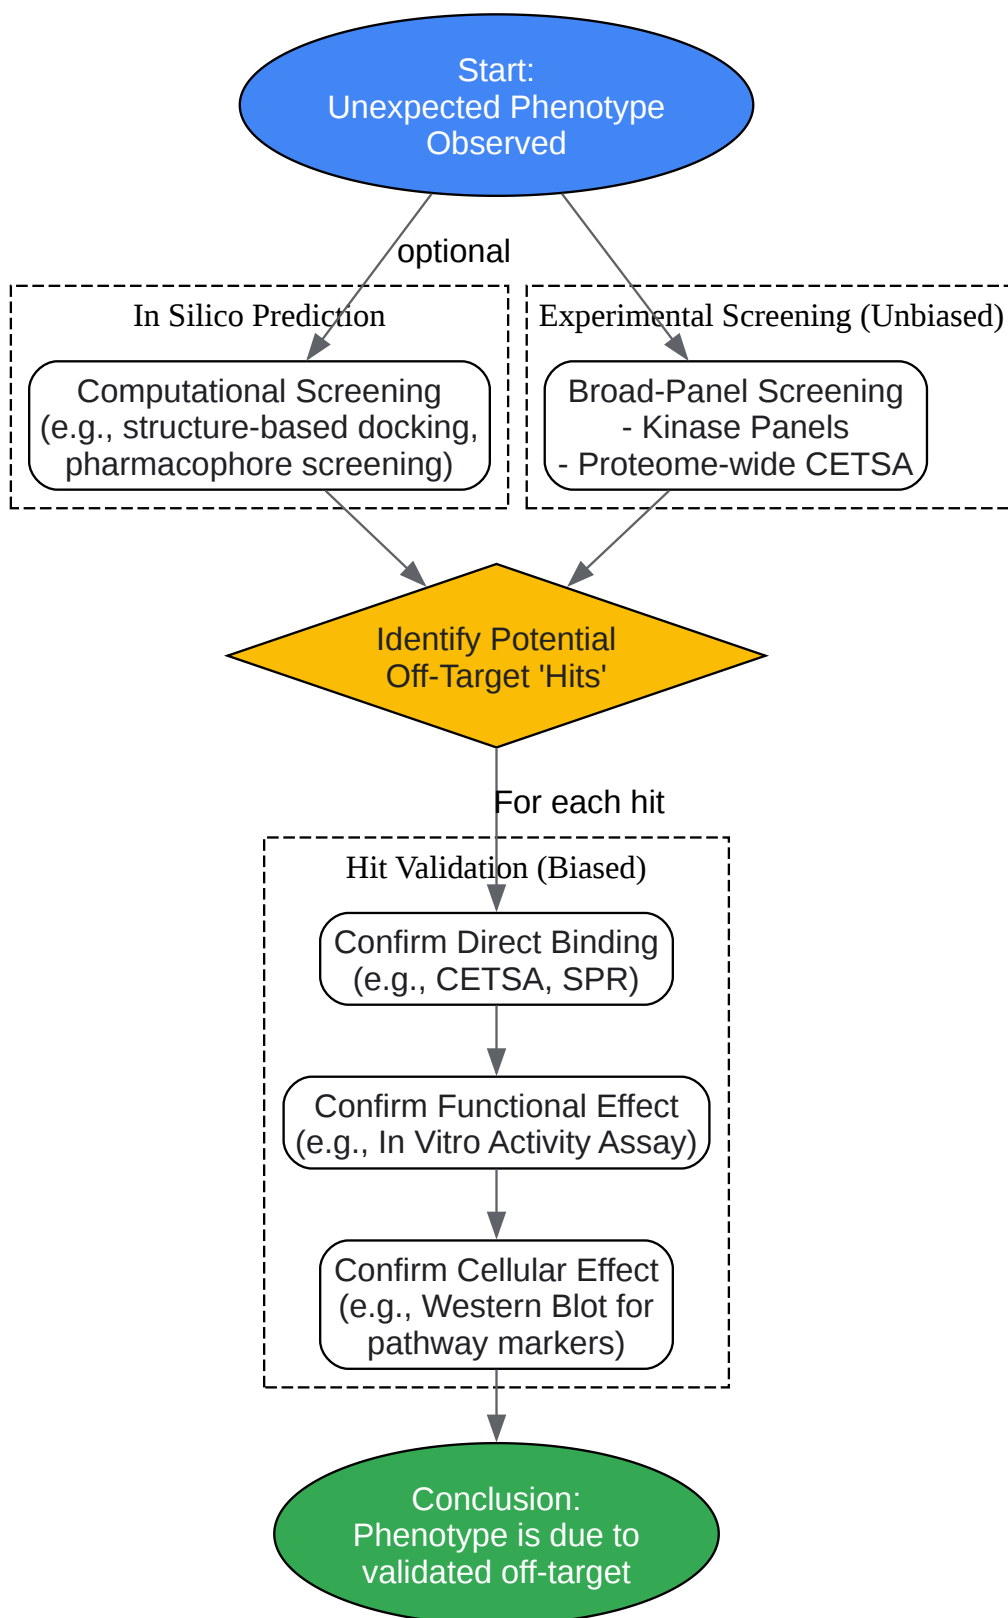 Start:
Unexpected Phenotype
Observed
optional
In Silico Prediction
Computational Screening
(e.g., structure-based docking,
pharmacophore screening)
Experimental Screening (Unbiased)
Broad-Panel Screening
- Kinase Panels
- Proteome-wide CETSA
Identify Potential
Off-Target 'Hits'
For each hit
Hit Validation (Biased)
Confirm Direct Binding
(e.g., CETSA, SPR)
Confirm Functional Effect
(e.g., In Vitro Activity Assay)
Confirm Cellular Effect
(e.g., Western Blot for
pathway markers)
Conclusion:
Phenotype is due to
validated off-target